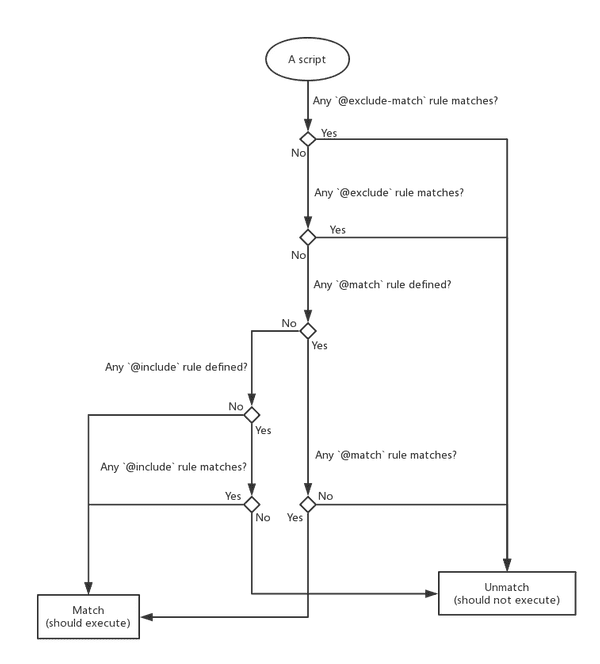 A script
Any `@exclude-match` rule matches?
Yes
No
Any `@exclude` rule matches?
Yes
No
Any `@match` rule defined?
No
Yes
Any `@include` rule defined?
No
Yes
Any `@match` rule matches?
Any `@include` rule matches?
Yes
No
No
Yes
Unmatch
(should not execute)
Match
(should execute)